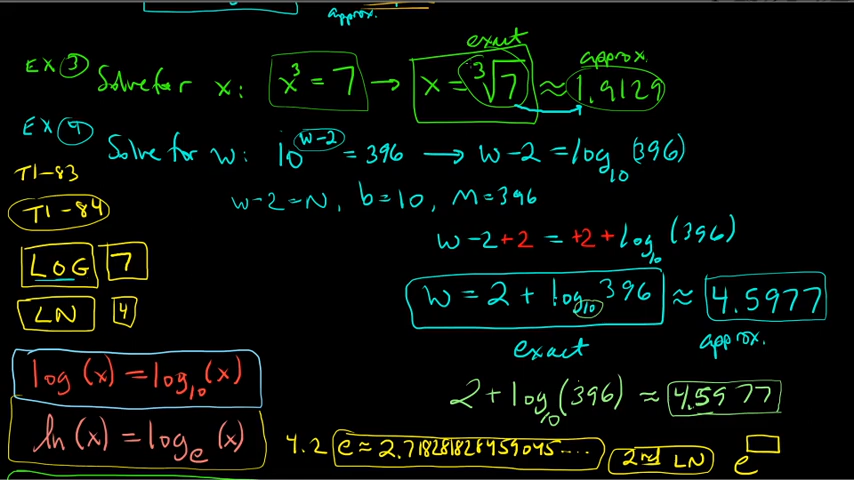 approx.
EX ③ Solve for x: x³ = 7 → x = ∛7 ≈ 1.9129
exact
approx.
EX ④ Solve for w: 10^(w-2) = 396 → w-2 = log₁₀(396)
w-2 = N, b = 10, M = 396
TI-83
TI-84
w-2+2 = +2+log₁₀(396)
LOG 7
w = 2 + log₁₀ 396 ≈ 4.5977
LN 4
exact
approx.
log(x) = log₁₀(x)
2 + log₁₀(396) ≈ 4.5977
ln(x) = logₑ(x)
4.2 e ≈ 2.718281828459045... 2nd LN e^□